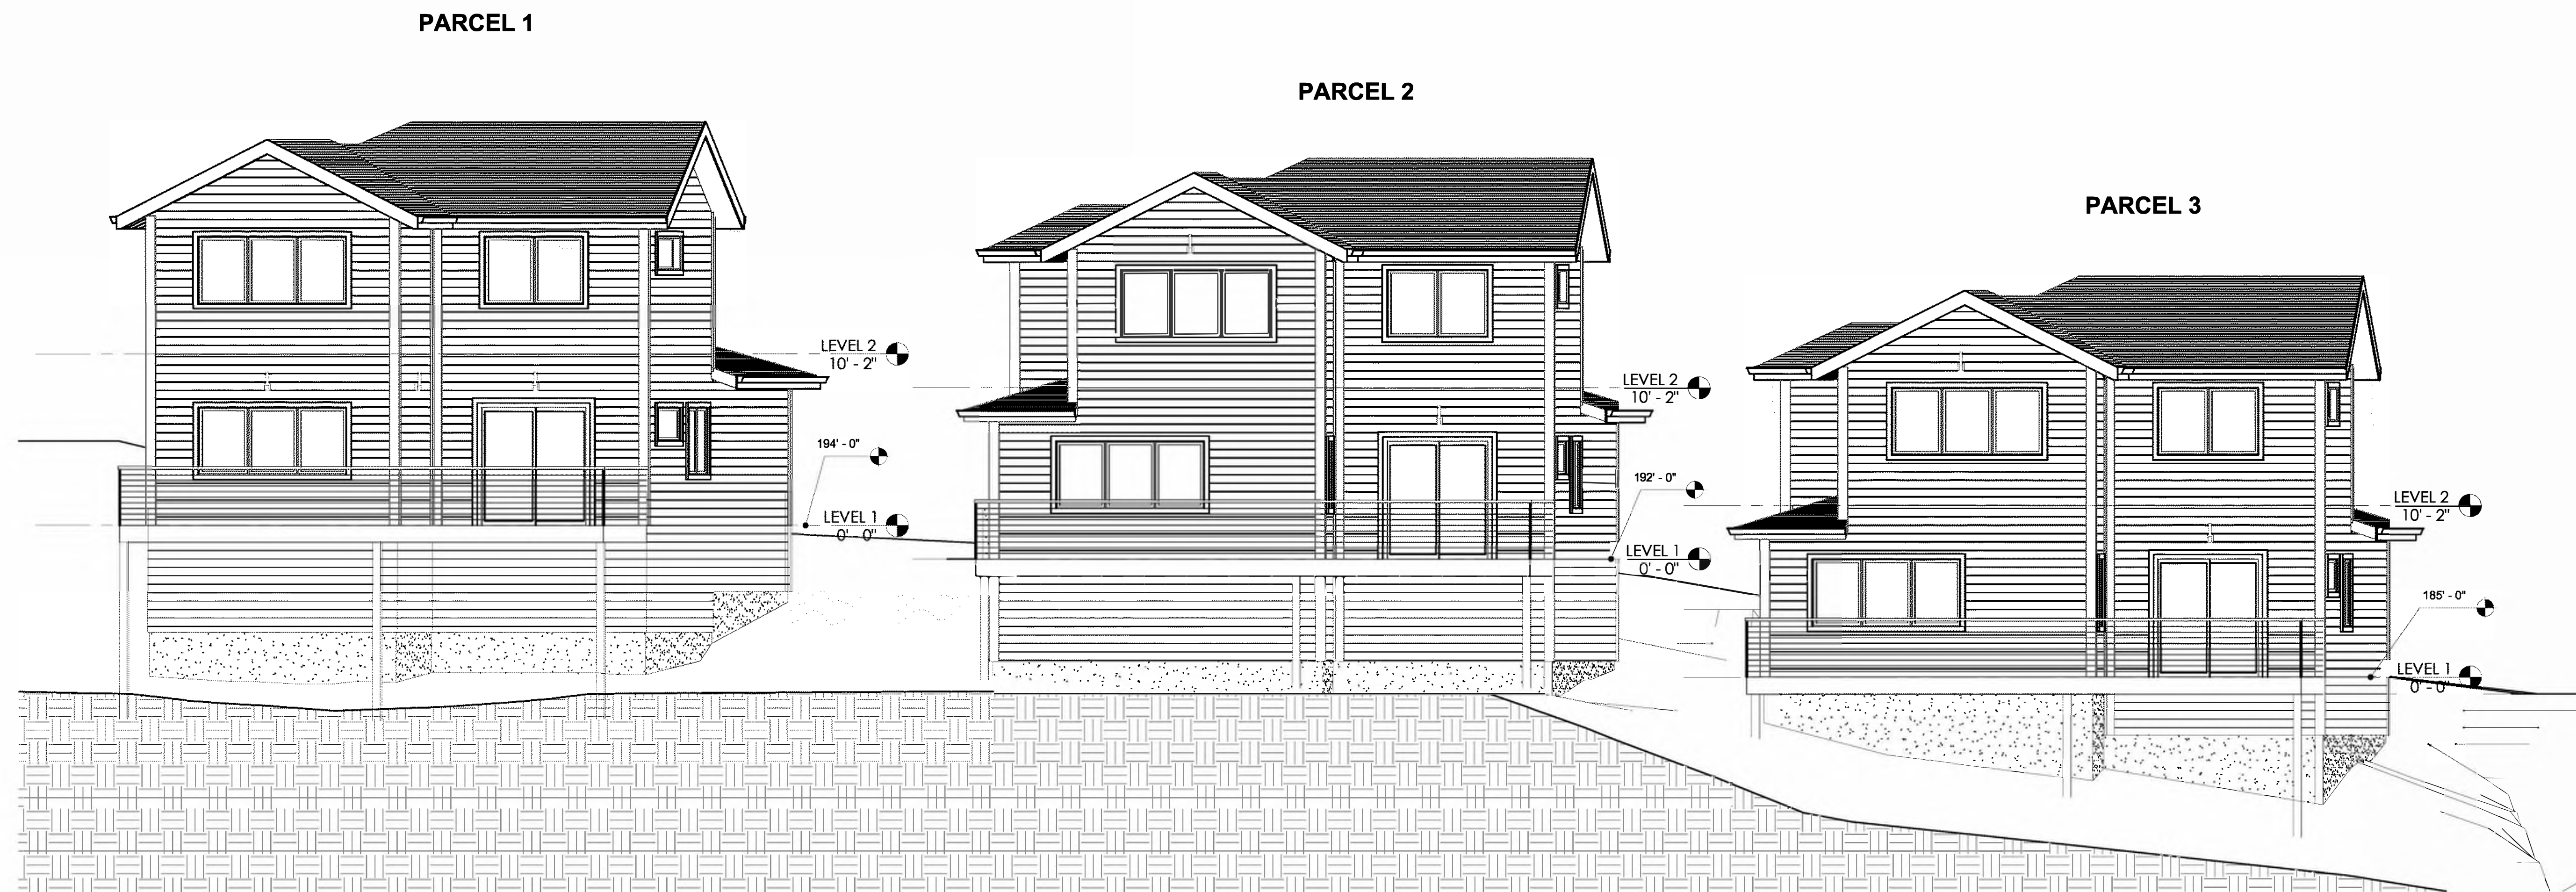 PARCEL 1
PARCEL 2
PARCEL 3
LEVEL 2
10' - 2"
194' - 0"
LEVEL 1
0' - 0"
LEVEL 2
10' - 2"
192' - 0"
LEVEL 1
0' - 0"
LEVEL 2
10' - 2"
185' - 0"
LEVEL 1
0' - 0"